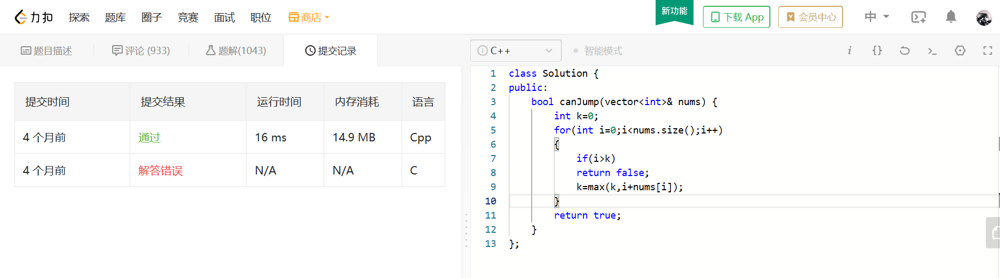 力扣 探索 题库 圈子 竞赛 面试 职位 商店 新功能 下载 App 会员中心 中
题目描述 评论 (933) 题解(1043) 提交记录
提交时间 提交结果 运行时间 内存消耗 语言
4 个月前 通过 16 ms 14.9 MB Cpp
4 个月前 解答错误 N/A N/A C
C++ 智能模式
1 class Solution {
2 public:
3     bool canJump(vector<int>& nums) {
4         int k=0;
5         for(int i=0;i<nums.size();i++)
6         {
7             if(i>k)
8             return false;
9             k=max(k,i+nums[i]);
10         }
11         return true;
12     }
13 };